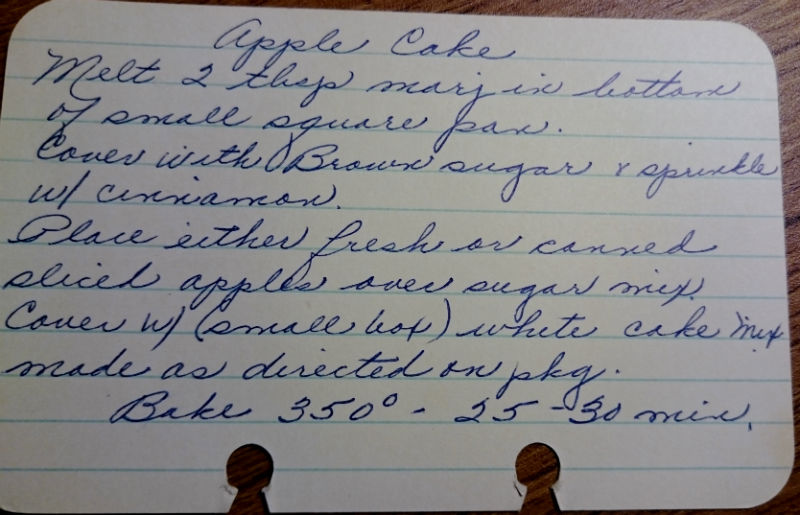 Apple Cake
Melt 2 tbsp marj in bottom
of small square pan.
Cover with Brown sugar & sprinkle
w/ cinnamon.
Place either fresh or canned
sliced apples over sugar mix.
Cover w/ (small box) white cake mix
made as directed on pkg.
Bake 350° - 25-30 min.